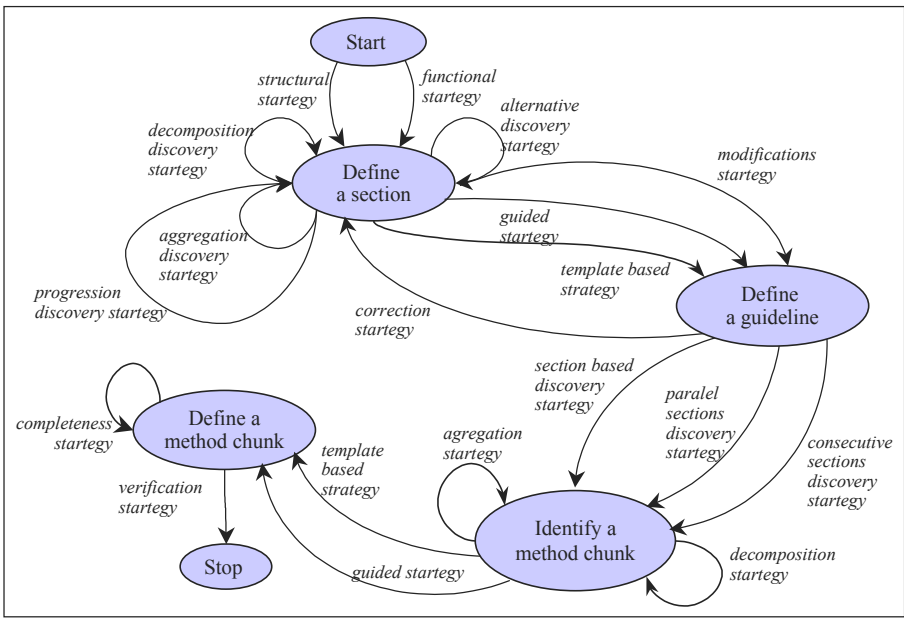 Start
structural
startegy
functional
startegy
alternative
discovery
startegy
decomposition
discovery
startegy
Define
a section
modifications
startegy
guided
startegy
aggregation
discovery
startegy
template based
strategy
progression
discovery startegy
correction
startegy
Define
a guideline
section based
discovery
startegy
paralel
sections
discovery
startegy
consecutive
sections
discovery
startegy
completeness
startegy
Define a
method chunk
agregation
startegy
template
based
strategy
verification
startegy
Identify a
method chunk
decomposition
startegy
Stop
guided startegy